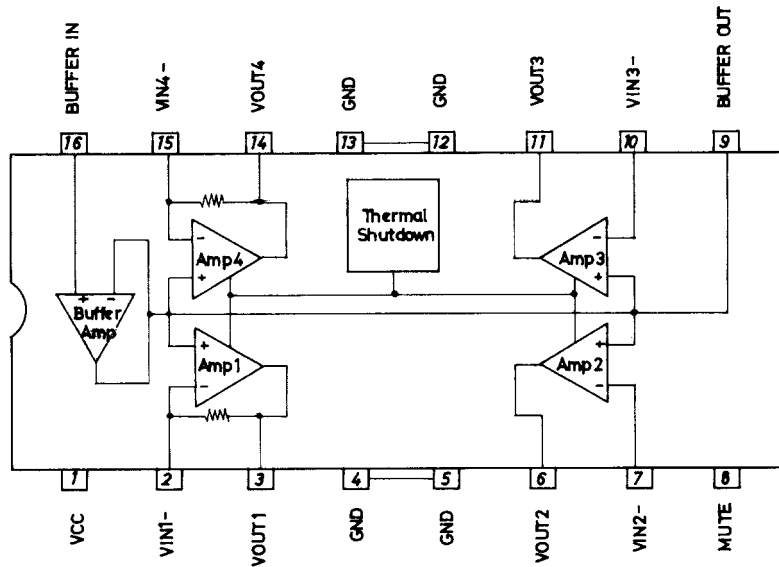 BUFFER IN
VIN4-
VOUT4
GND
GND
VOUT3
VIN3-
BUFFER OUT
16
15
14
13
12
11
10
9
Thermal
Shutdown
-
+
Amp4
-
+
Amp3
+
-
Buffer
Amp
+
-
Amp1
+
-
Amp2
1
2
3
4
5
6
7
8
VCC
VIN1-
VOUT1
GND
GND
VOUT2
VIN2-
MUTE